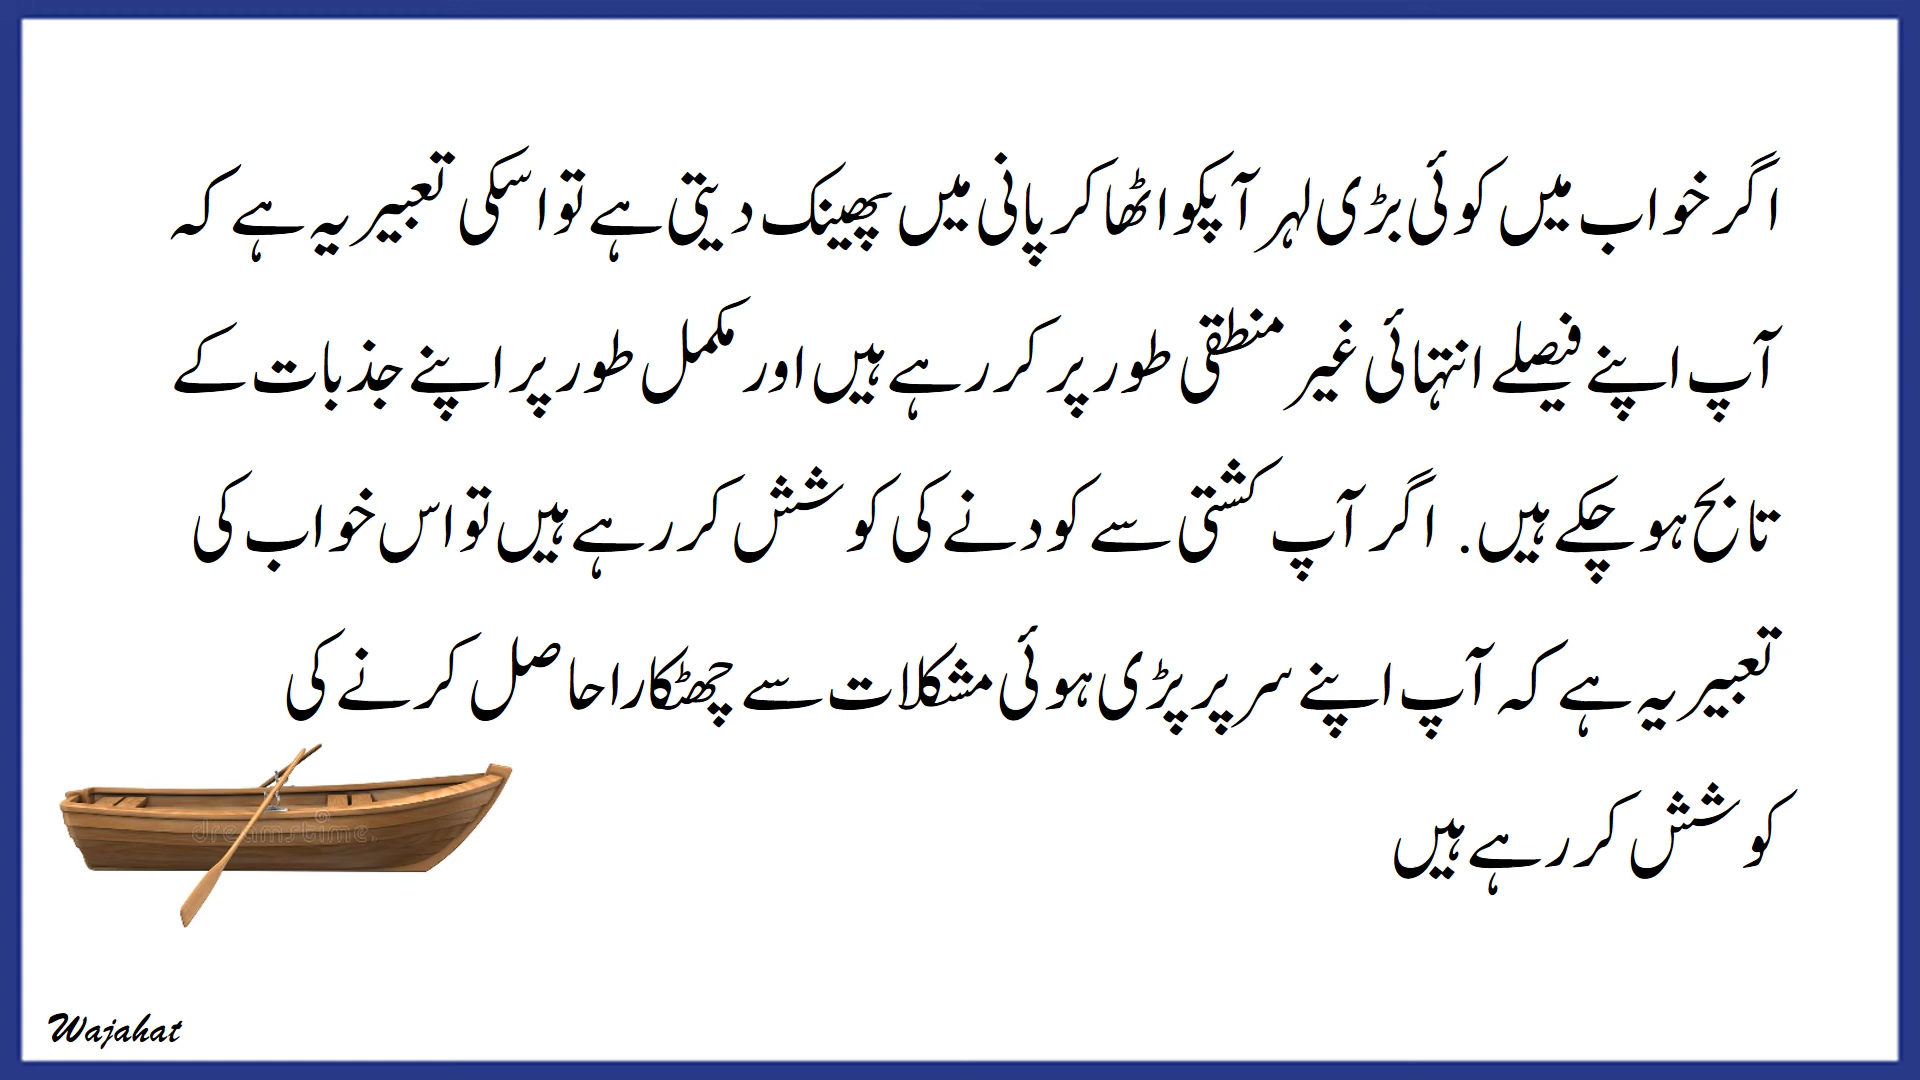 اگر خواب میں کوئی بڑی لہر آپکو اٹھا کر پانی میں پھینک دیتی ہے تو اسکی تعبیر یہ ہے کہ
آپ اپنے فیصلے انتہائی غیر منطقی طور پر کر رہے ہیں اور مکمل طور پر اپنے جذبات کے
تابح ہو چکے ہیں. اگر آپ کشتی سے کودنے کی کوشش کر رہے ہیں تو اس خواب کی
تعبیر یہ ہے کہ آپ اپنے سر پر پڑی ہوئی مشکلات سے چھٹکارا حاصل کرنے کی
کوشش کر رہے ہیں
dreamstime.
Wajahat